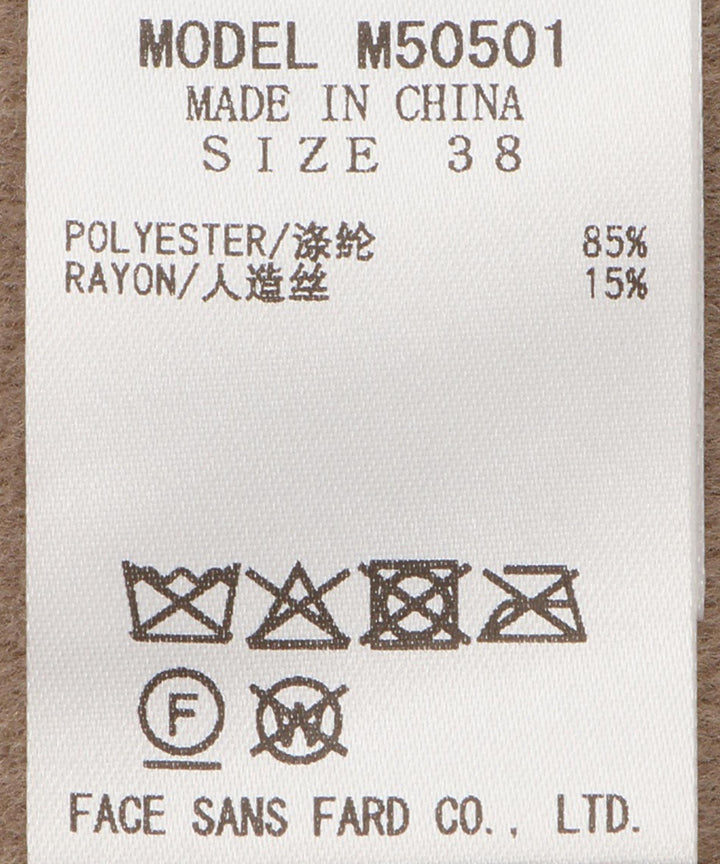 MODEL M50501
MADE IN CHINA
SIZE 38
POLYESTER/涤纶 85%
RAYON/人造丝 15%
F W
FACE SANS FARD CO., LTD.